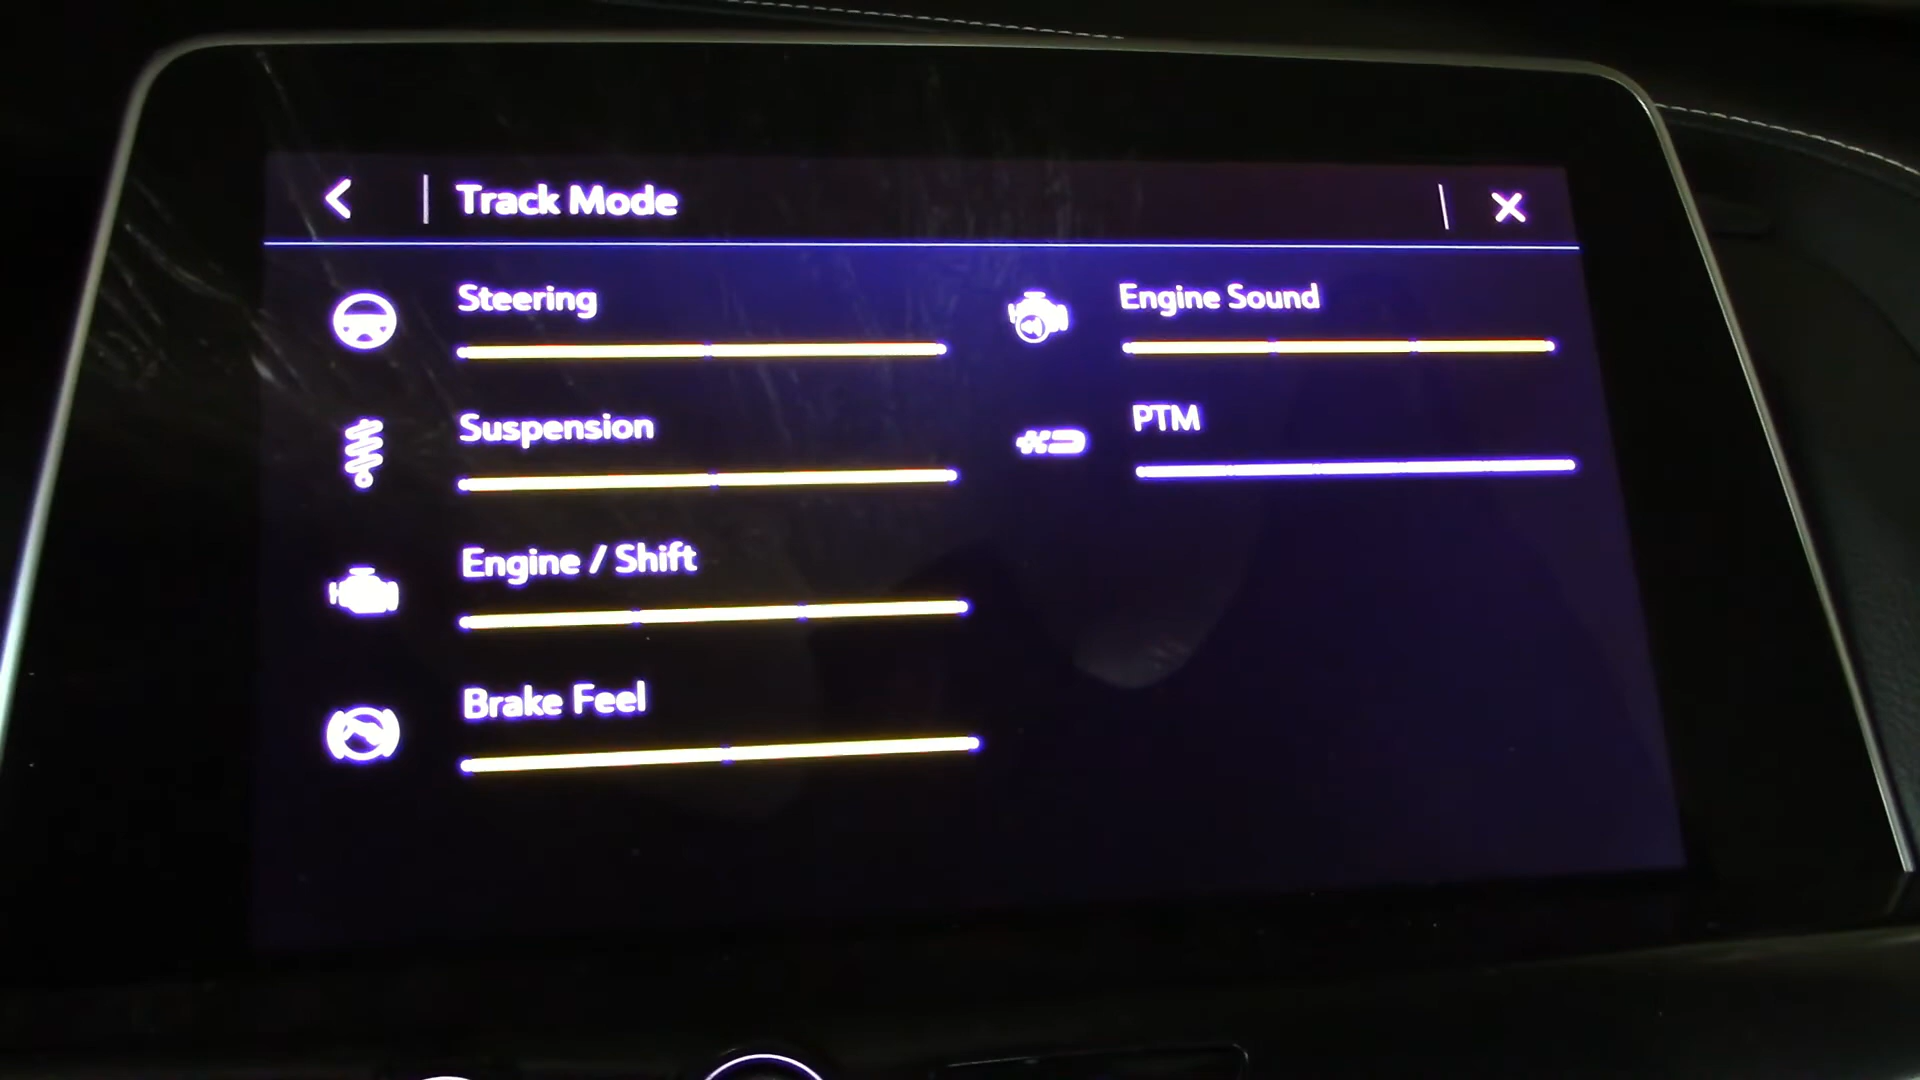 Track Mode
Steering
Suspension
Engine / Shift
Brake Feel
Engine Sound
PTM